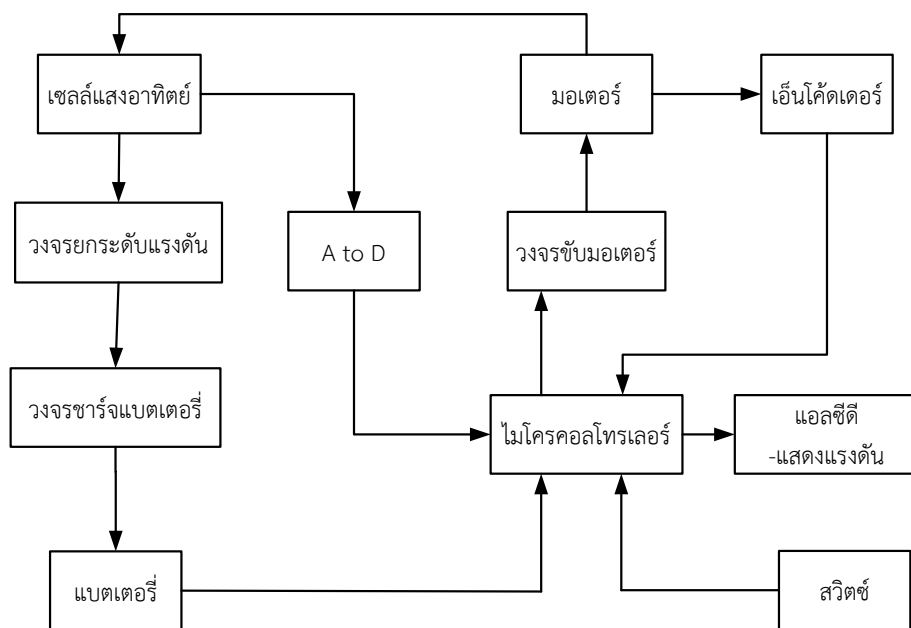 เซลล์แสงอาทิตย์
มอเตอร์
เอ็นโค้ดเดอร์
วงจรยกระดับแรงดัน
A to D
วงจรขับมอเตอร์
วงจรชาร์จแบตเตอรี่
ไมโครคอลโทรเลอร์
แอลซีดี
-แสดงแรงดัน
แบตเตอรี่
สวิตซ์